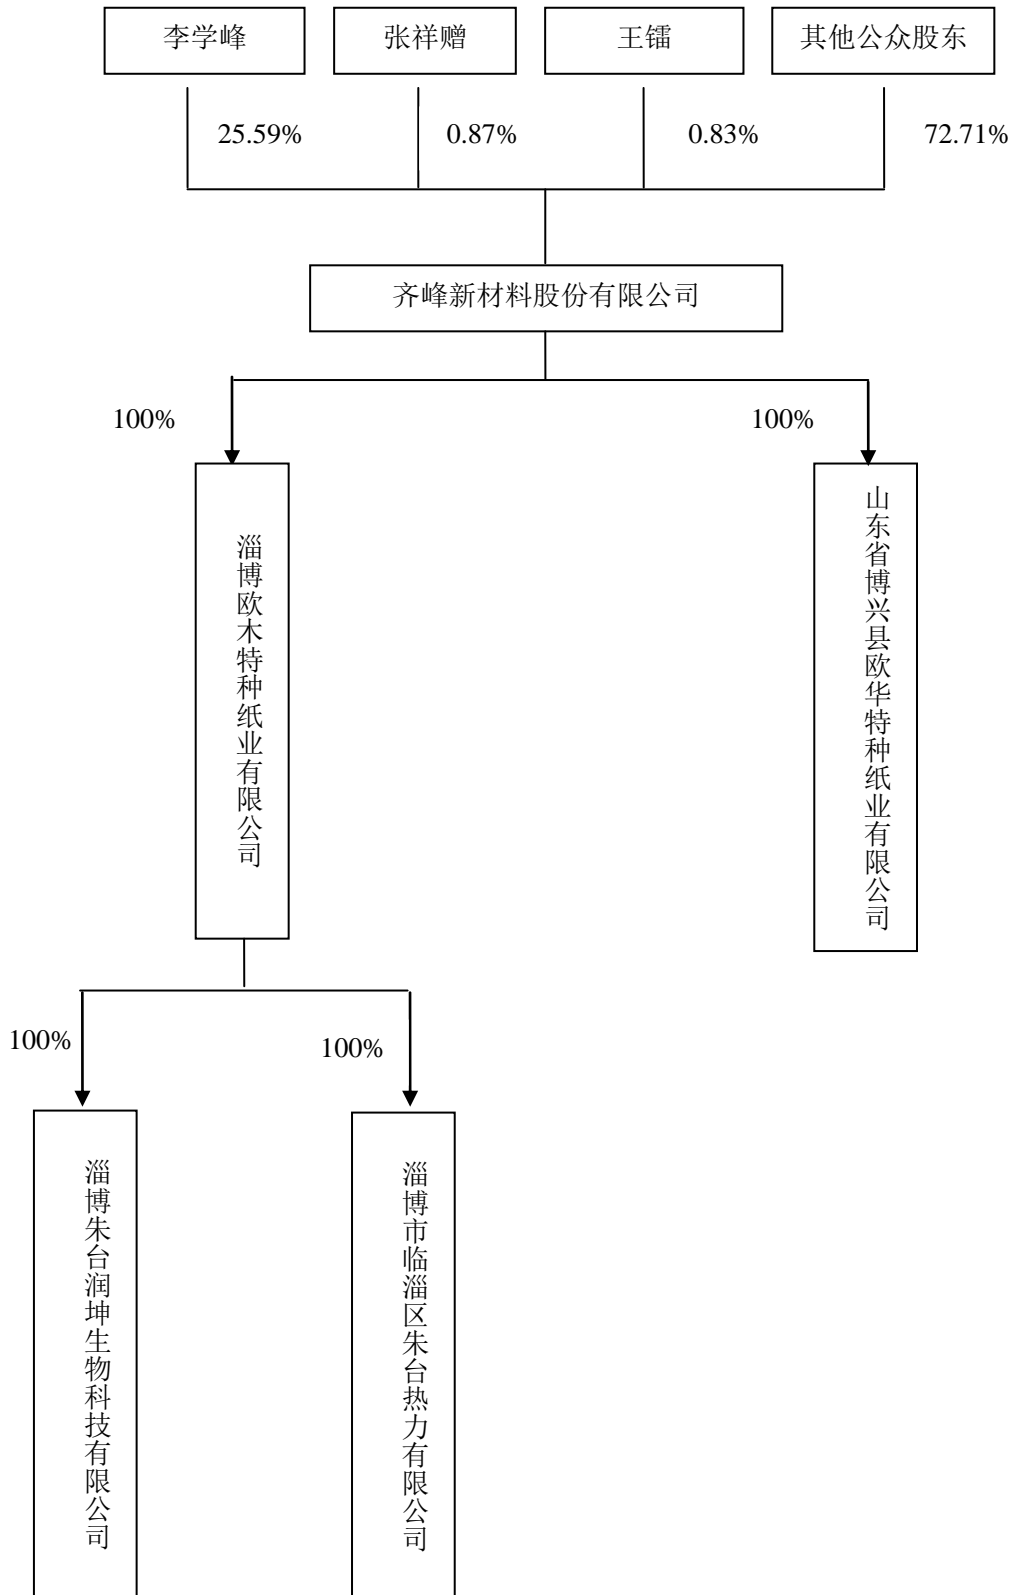 李学峰
张祥赠
王镭
其他公众股东
25.59%
0.87%
0.83%
72.71%
齐峰新材料股份有限公司
100%
100%
淄博欧木特种纸业有限公司
山东省博兴县欧华特种纸业有限公司
100%
100%
淄博朱台润坤生物科技有限公司
淄博市临淄区朱台热力有限公司